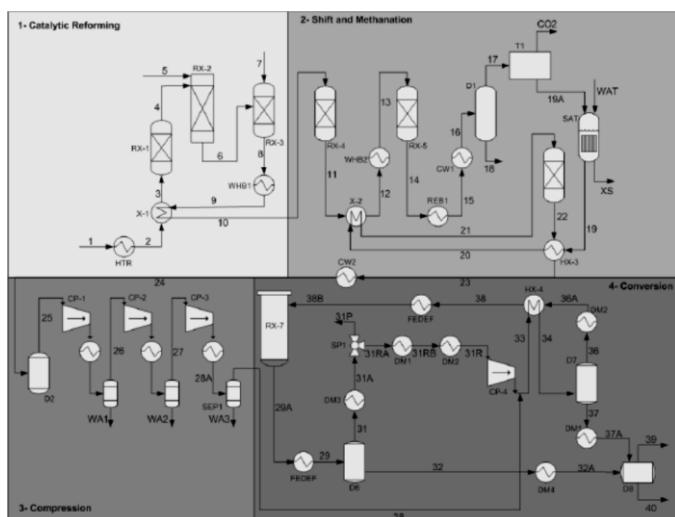 1- Catalytic Reforming
2- Shift and Methanation
CO2
T1
7
5
RX-2
17
D1
19A
WAT
4
13
SAT
RX-1
6
RX-3
RX-4
WHB2
RX-5
16
CW1
8
18
3
WHB1
11
12
14
XS
9
X-2
REB1
15
22
X-1
10
21
19
1
2
20
HX-3
HTR
CW2
23
24
4- Conversion
25
CP-1
CP-2
CP-3
38B
31P
38
HX-4
36A
DM2
RX-7
FEDEF
SP1
33
34
36
26
27
31RA
31RB
31R
D7
28A
DM1
DM2
CP-4
D2
31A
37
DM3
SEP1
29A
WA1
WA2
WA3
31
37A
39
29
32
32A
FEDEF
D6
DM4
D8
40
3- Compression
28